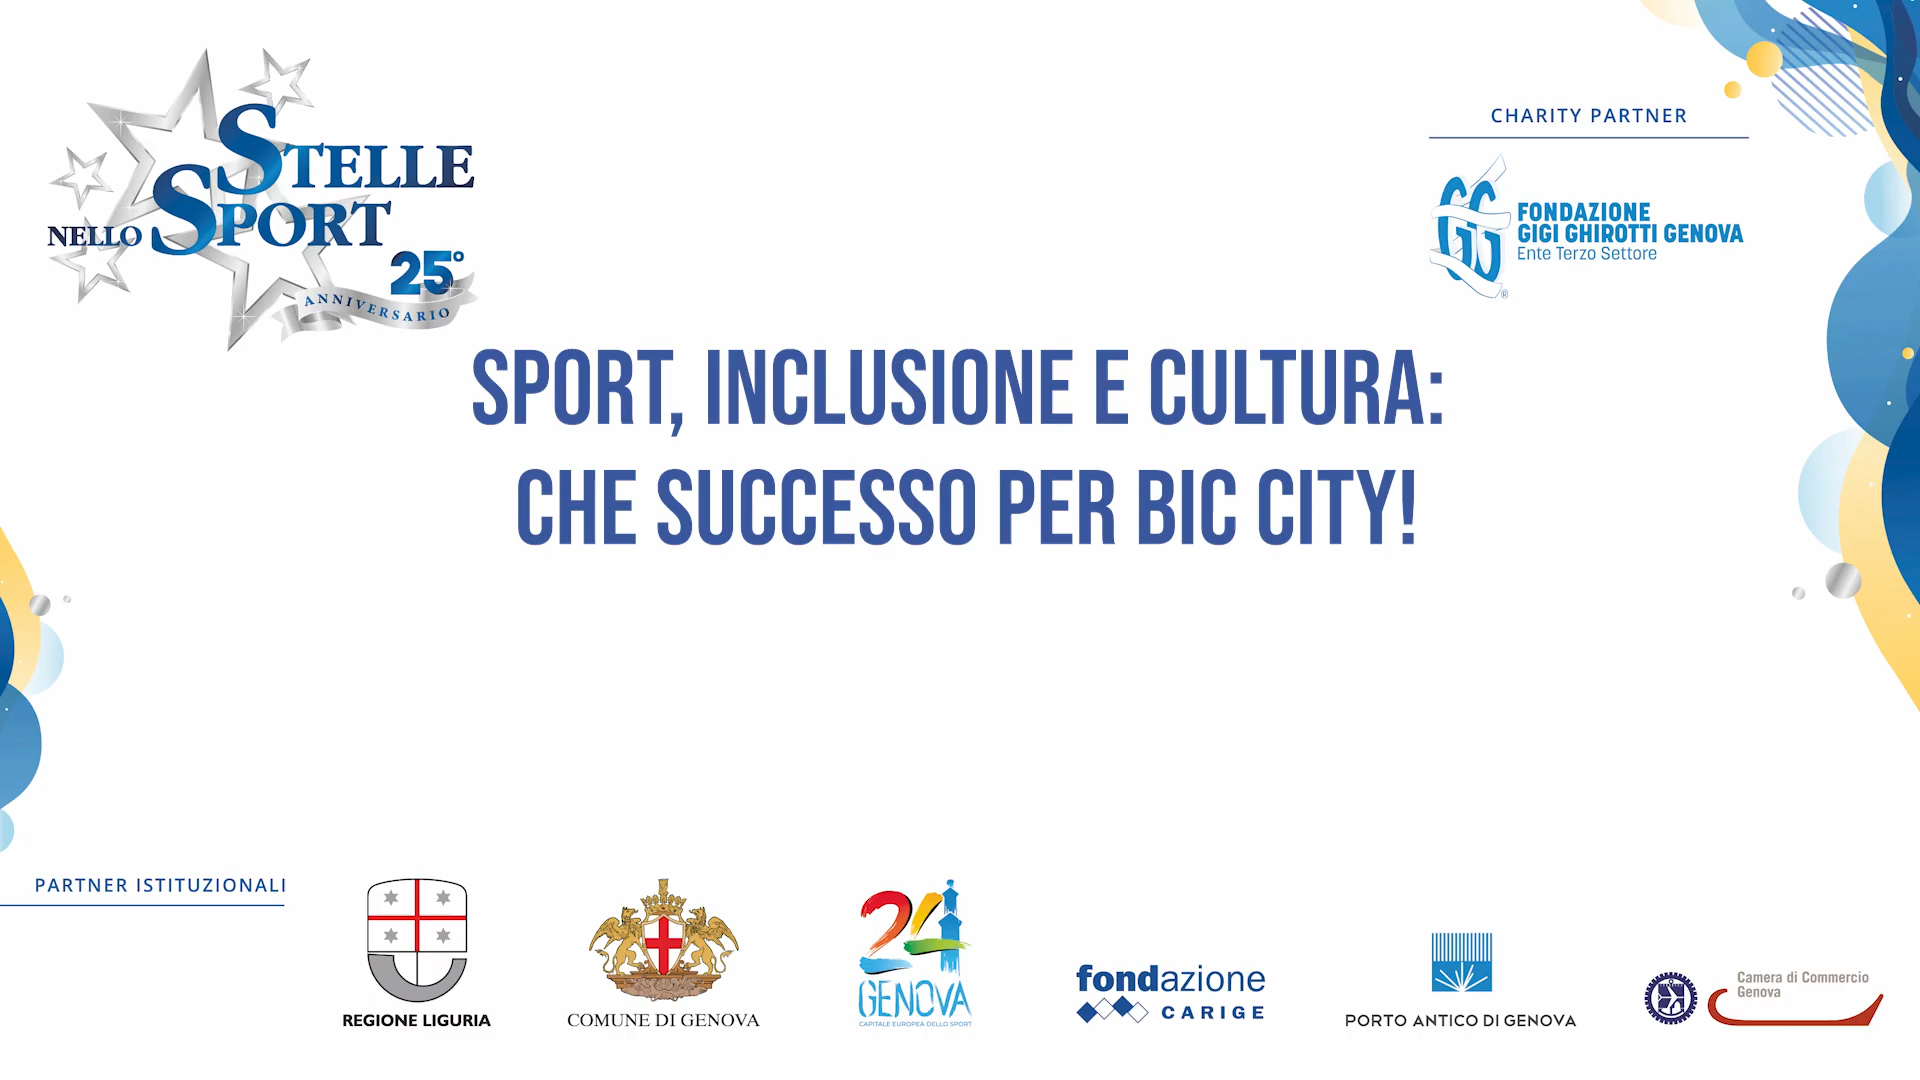 STELLE
NELLO SPORT
25°
ANNIVERSARIO
CHARITY PARTNER
GG
FONDAZIONE
GIGI GHIROTTI GENOVA
Ente Terzo Settore
®
SPORT, INCLUSIONE E CULTURA:
CHE SUCCESSO PER BIC CITY!
PARTNER ISTITUZIONALI
REGIONE LIGURIA
COMUNE DI GENOVA
24
GENOVA
CAPITALE EUROPEA DELLO SPORT
fondazione
CARIGE
PORTO ANTICO DI GENOVA
Camera di Commercio
Genova